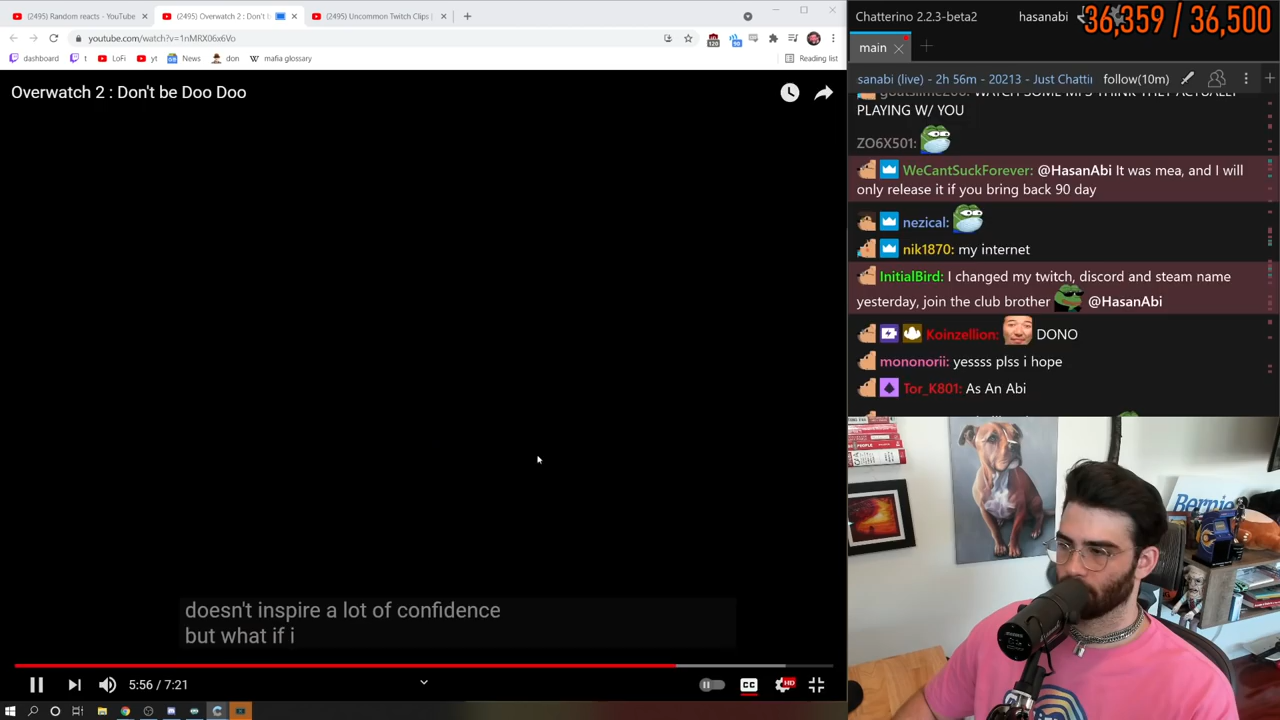 (2495) Random reacts - YouTube
(2495) Overwatch 2 : Don't b
(2495) Uncommon Twitch Clips |
youtube.com/watch?v=1nMRX06x6Vo
120
90
dashboard
t
LoFi
yt
News
don
mafia glossary
Reading list
Overwatch 2 : Don't be Doo Doo
doesn't inspire a lot of confidence
but what if i
5:56 / 7:21
CC
HD
Chatterino 2.2.3-beta2
hasanabi
36,359 / 36,500
main
sanabi (live) - 2h 56m - 20213 - Just Chatti
follow(10m)
PLAYING W/ YOU
ZO6X501:
WeCantSuckForever: @HasanAbi It was mea, and I will
only release it if you bring back 90 day
nezical:
nik1870: my internet
InitialBird: I changed my twitch, discord and steam name
yesterday, join the club brother @HasanAbi
Koinzellion: DONO
mononorii: yessss plss i hope
Tor_K801: As An Abi
Bernie